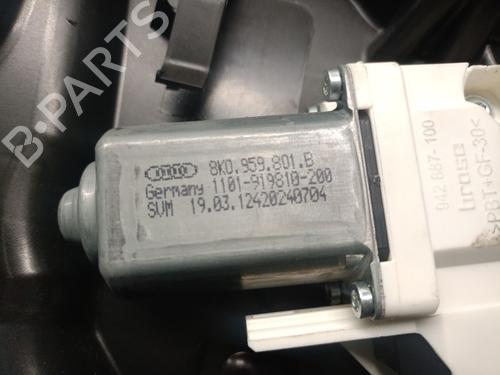 8K0.959.801.B
Germany 1101-919810-200
SVM 19.03.12420240704
942 887-100
brose
>PBT+GF-30<
B-PARTS